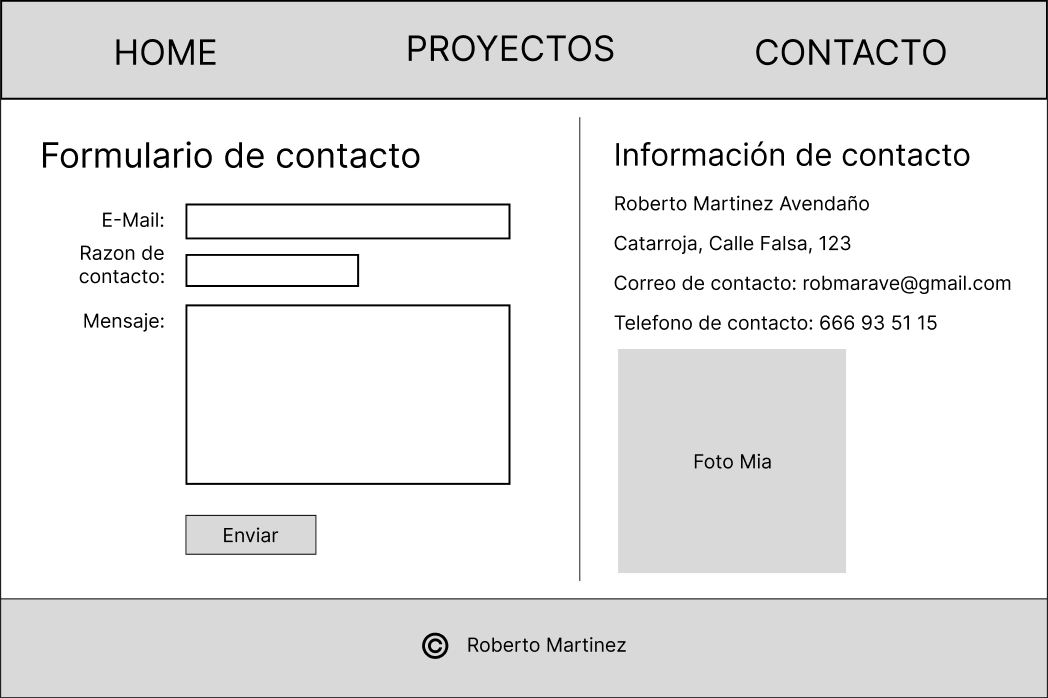 HOME
PROYECTOS
CONTACTO
Formulario de contacto
E-Mail:
Razon de
contacto:
Mensaje:
Enviar
Información de contacto
Roberto Martinez Avendaño
Catarroja, Calle Falsa, 123
Correo de contacto: robmarave@gmail.com
Telefono de contacto: 666 93 51 15
Foto Mia
© Roberto Martinez